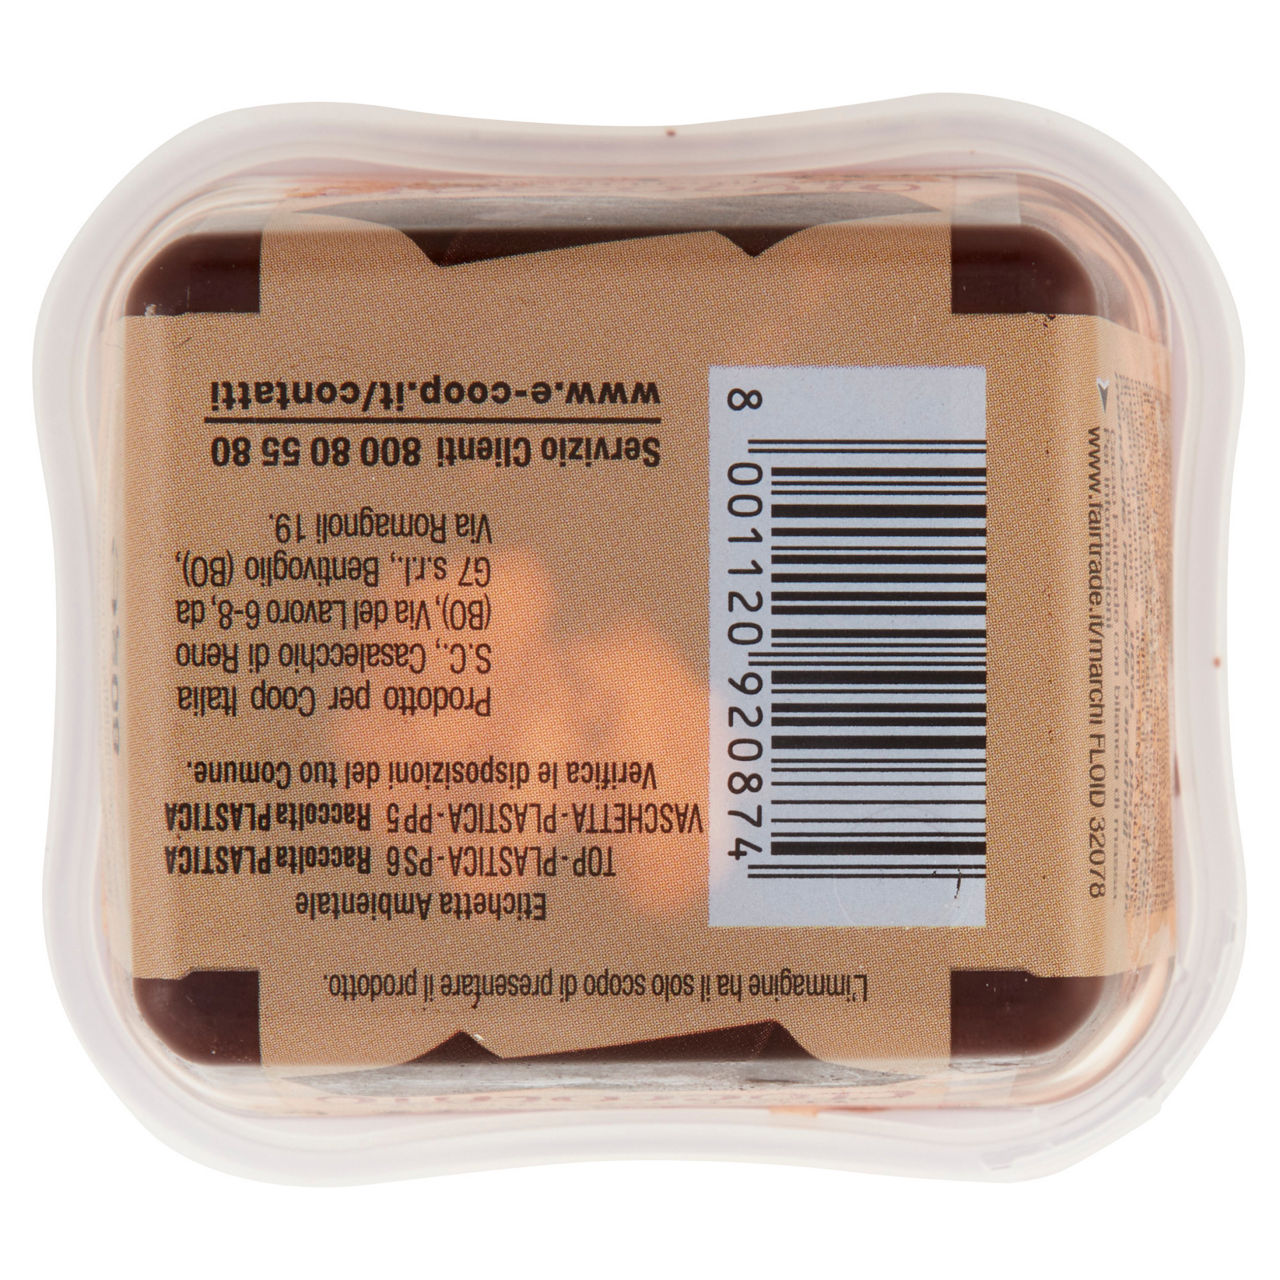 L'immagine ha il solo scopo di presentare il prodotto.
Etichetta Ambientale
TOP-PLASTICA-PS6 Raccolta PLASTICA
VASCHETTA-PLASTICA-PP5 Raccolta PLASTICA
Verifica le disposizioni del tuo Comune.
Prodotto per Coop Italia
S.C., Casalecchio di Reno
(BO), Via del Lavoro 6-8, da
G7 s.r.l., Bentivoglio (BO),
Via Romagnoli 19.
Servizio Clienti 800 80 55 80
www.e-coop.it/contatti
8 001120 920874
www.fairtrade.it/marchi FLOID 32078